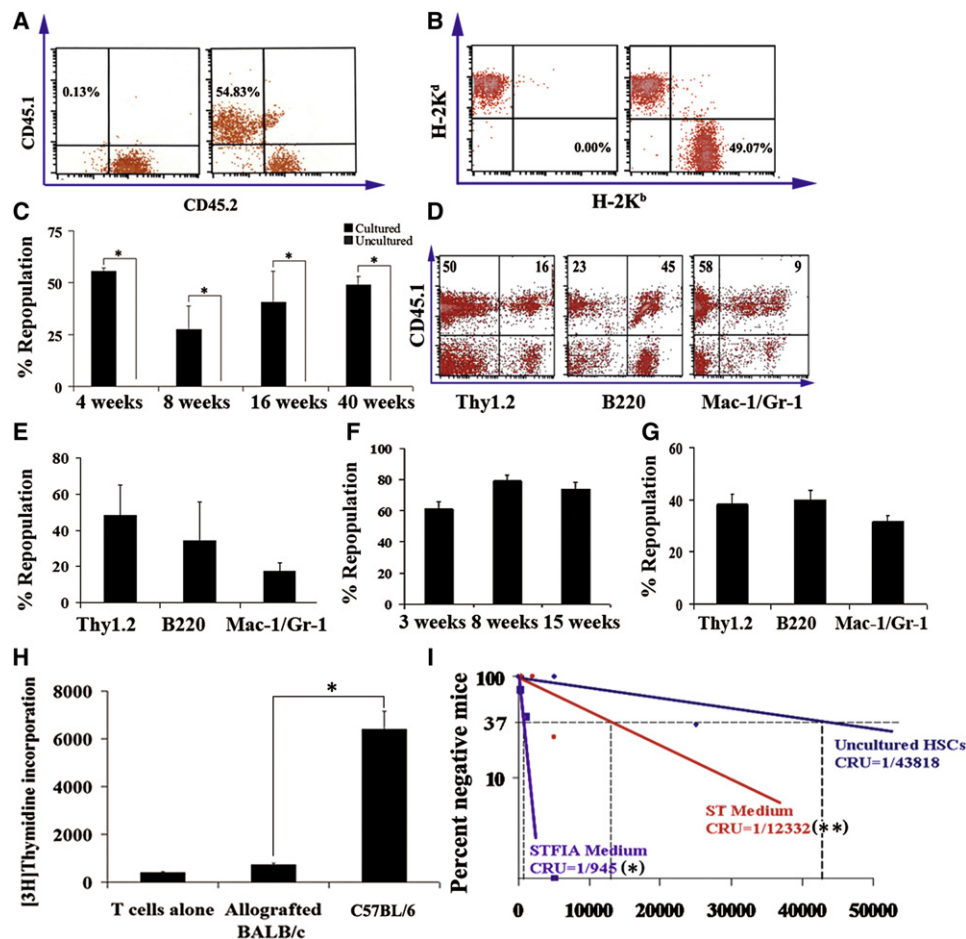 A
B
CD45.1
0.13%
54.83%
CD45.2
H-2Kᵈ
0.00%
49.07%
H-2Kᵇ
C
% Repopulation
75
50
25
0
Cultured
Uncultured
*
*
*
*
4 weeks
8 weeks
16 weeks
40 weeks
D
CD45.1
50
16
23
45
58
9
Thy1.2
B220
Mac-1/Gr-1
E
% Repopulation
80
60
40
20
0
Thy1.2
B220
Mac-1/Gr-1
F
% Repopulation
100
80
60
40
20
0
3 weeks
8 weeks
15 weeks
G
% Repopulation
60
40
20
0
Thy1.2
B220
Mac-1/Gr-1
H
[3H]Thymidine incorporation
8000
6000
4000
2000
0
*
T cells alone
Allografted
BALB/c
C57BL/6
I
Percent negative mice
100
37
10
Uncultured HSCs
CRU=1/43818
ST Medium
CRU=1/12332(**)
STFIA Medium
CRU=1/945(*)
0
10000
20000
30000
40000
50000